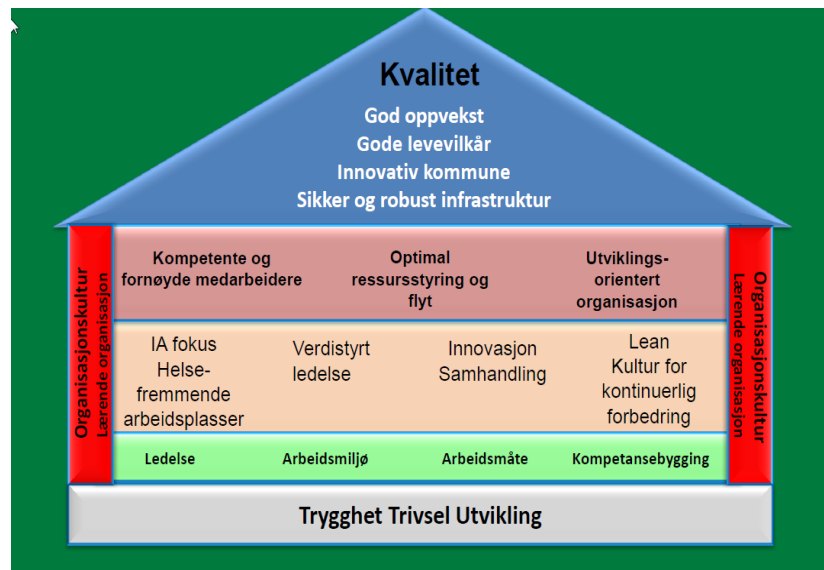 Kvalitet
God oppvekst
Gode levevilkår
Innovativ kommune
Sikker og robust infrastruktur
Organisasjonskultur
Lærende organisasjon
Kompetente og
fornøyde medarbeidere
Optimal
ressursstyring og
flyt
Utviklings-
orientert
organisasjon
IA fokus
Helse-
fremmende
arbeidsplasser
Verdistyrt
ledelse
Innovasjon
Samhandling
Lean
Kultur for
kontinuerlig
forbedring
Ledelse
Arbeidsmiljø
Arbeidsmåte
Kompetansebygging
Organisasjonskultur
Lærende organisasjon
Trygghet Trivsel Utvikling